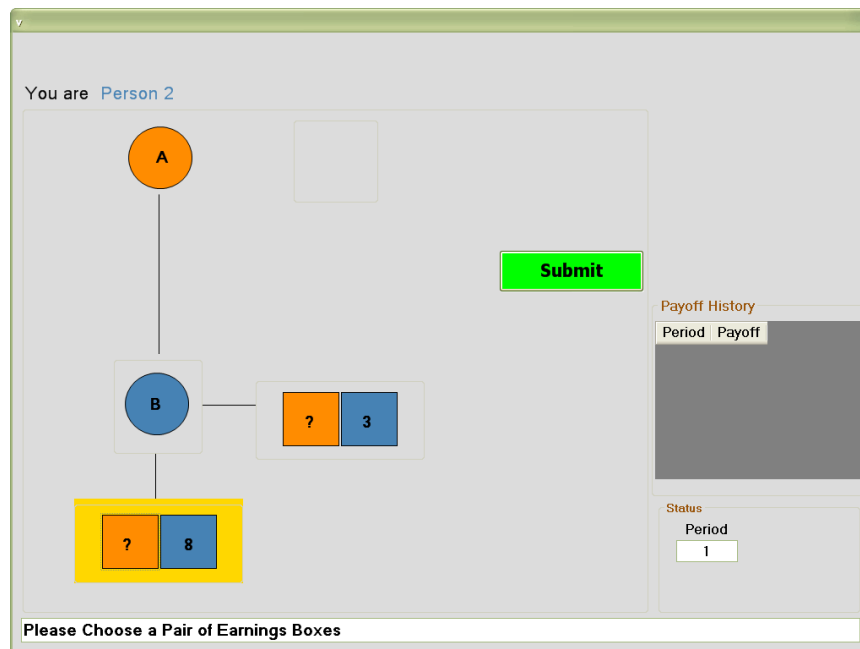 v
You are Person 2
A
Submit
Payoff History
Period Payoff
B
? 3
Status
Period
1
? 8
Please Choose a Pair of Earnings Boxes